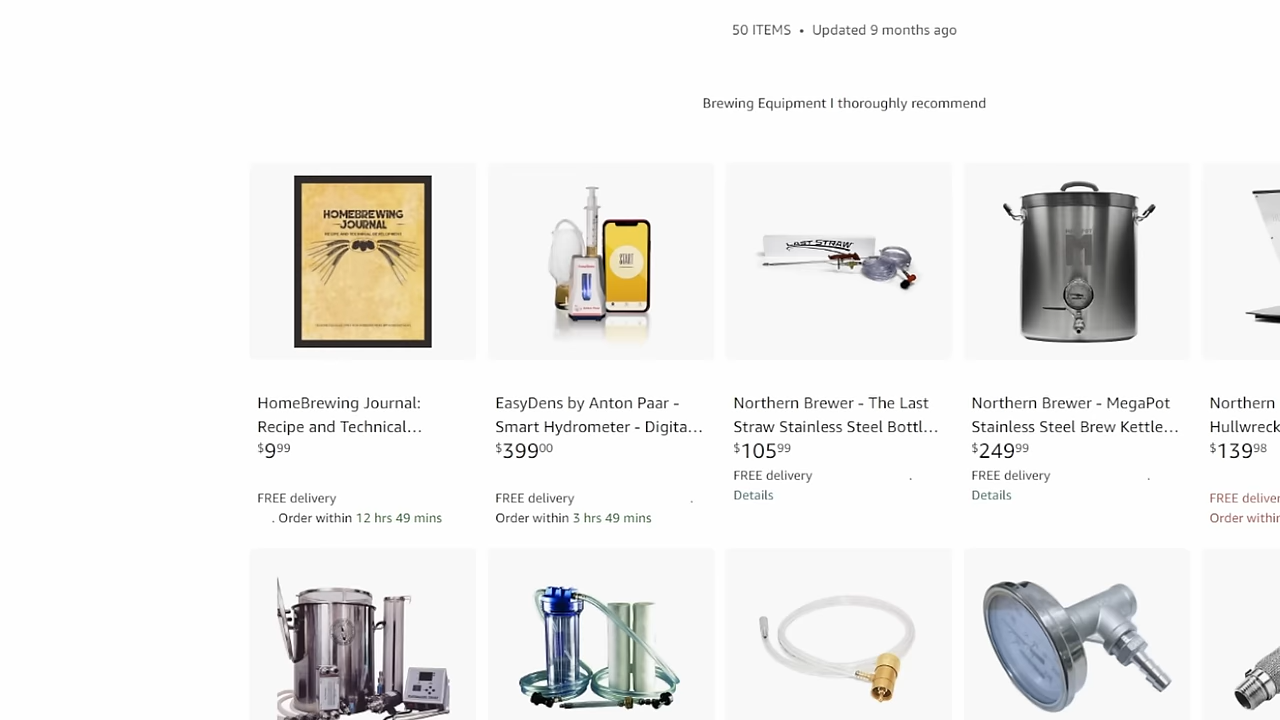 50 ITEMS • Updated 9 months ago
Brewing Equipment I thoroughly recommend
HOMEBREWING
JOURNAL
START
LAST STRAW
HomeBrewing Journal:
Recipe and Technical...
$9.99
FREE delivery
. Order within 12 hrs 49 mins
EasyDens by Anton Paar -
Smart Hydrometer - Digita...
$399.00
FREE delivery .
Order within 3 hrs 49 mins
Northern Brewer - The Last
Straw Stainless Steel Bottl...
$105.99
FREE delivery .
Details
Northern Brewer - MegaPot
Stainless Steel Brew Kettle...
$249.99
FREE delivery .
Details
Northern
Hullwreck
$139.98
FREE deliver
Order within